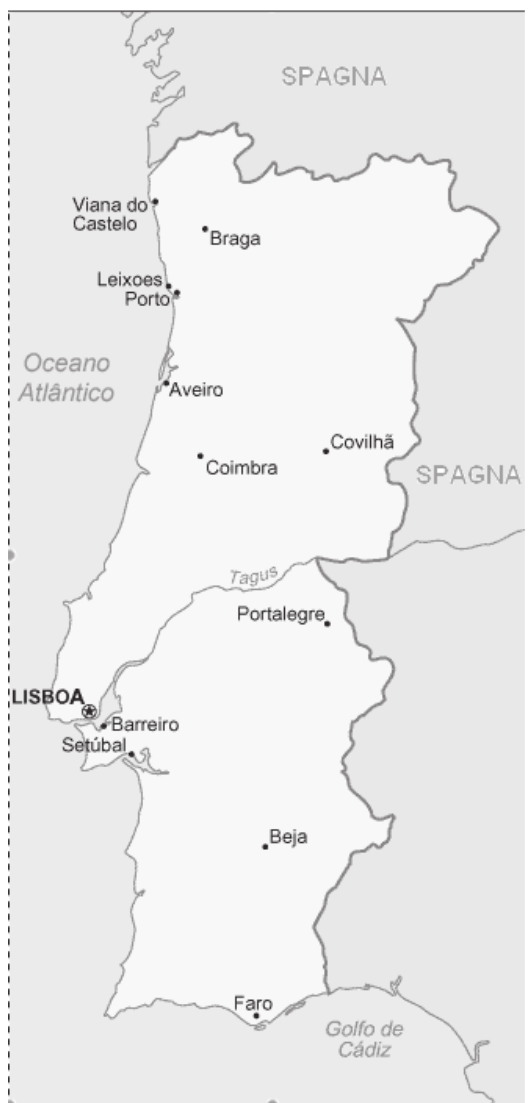 SPAGNA
Viana do
Castelo
Braga
Leixoes
Porto
Oceano
Atlântico
Aveiro
Covilhã
Coimbra
SPAGNA
Tagus
Portalegre
LISBOA
Barreiro
Setúbal
Beja
Faro
Golfo de
Cádiz